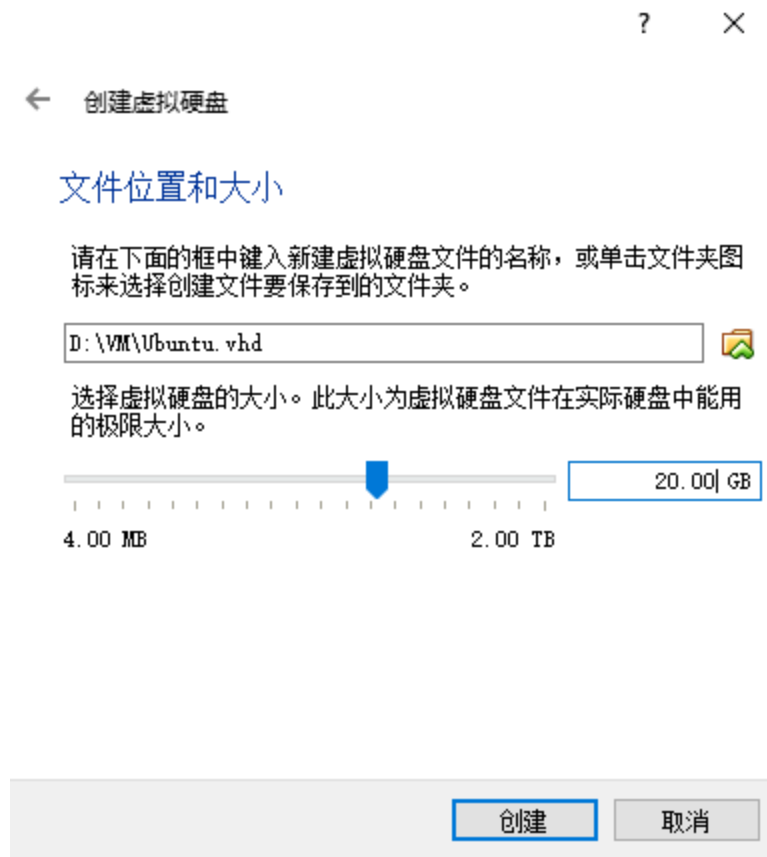 ?
创建虚拟硬盘
文件位置和大小
请在下面的框中键入新建虚拟硬盘文件的名称，或单击文件夹图
标来选择创建文件要保存到的文件夹。
D:\VM\Ubuntu.vhd
选择虚拟硬盘的大小。此大小为虚拟硬盘文件在实际硬盘中能用
的极限大小。
20.00 GB
4.00 MB 2.00 TB
创建 取消